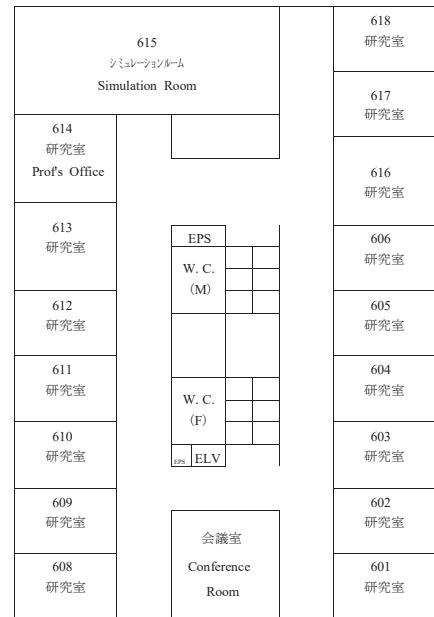 615
シミュレーションルーム
Simulation Room
618
研究室
617
研究室
614
研究室
Prof's Office
616
研究室
613
研究室
EPS
606
研究室
W. C.
(M)
612
研究室
605
研究室
611
研究室
604
研究室
W. C.
(F)
610
研究室
603
研究室
EPS ELV
609
研究室
602
研究室
会議室
Conference
Room
608
研究室
601
研究室